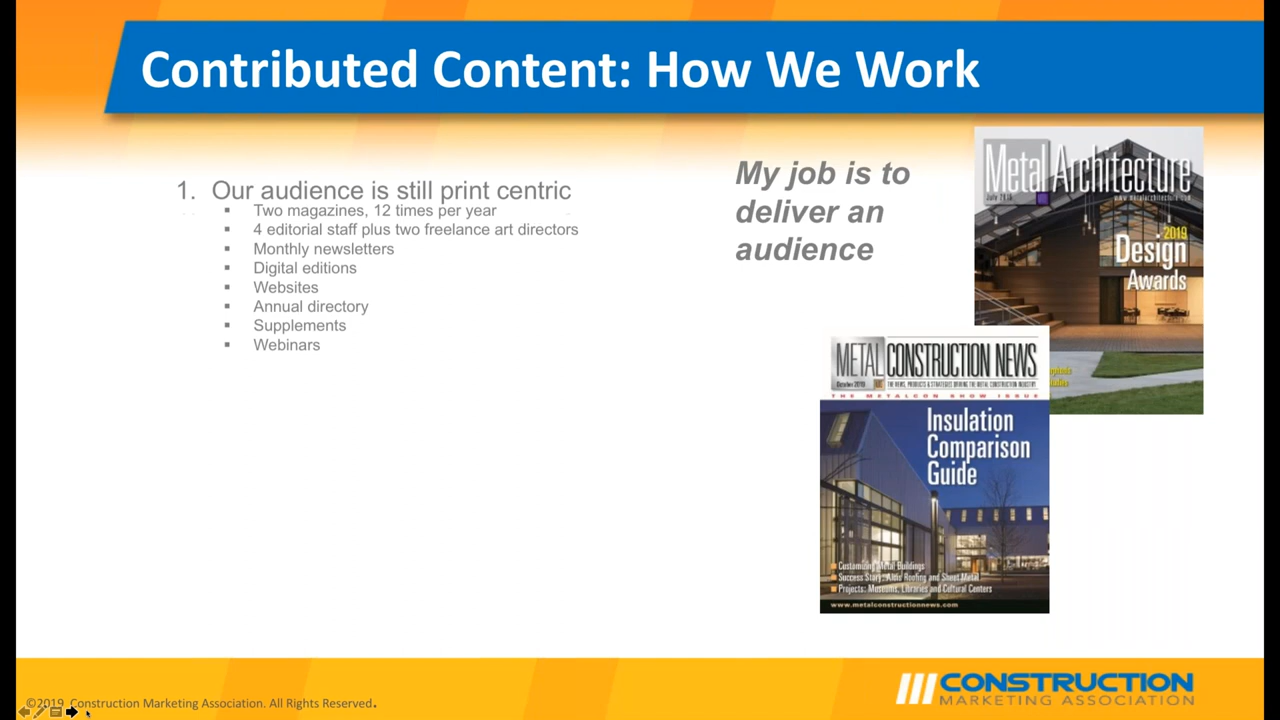 Contributed Content: How We Work
1. Our audience is still print centric
▪ Two magazines, 12 times per year
▪ 4 editorial staff plus two freelance art directors
▪ Monthly newsletters
▪ Digital editions
▪ Websites
▪ Annual directory
▪ Supplements
▪ Webinars
My job is to
deliver an
audience
Metal Architecture
July 2019
www.metalarchitecture.com
2019
Design
Awards
METAL CONSTRUCTION NEWS
October 2019
THE NEWS, PRODUCTS & STRATEGIES DRIVING THE METAL CONSTRUCTION INDUSTRY
THE METALCON SHOW ISSUE
Insulation
Comparison
Guide
Customizing Metal Buildings
Success Story: Roofing and Sheet Metal
Projects: Museums, Libraries and Cultural Centers
www.metalconstructionnews.com
©2019 Construction Marketing Association. All Rights Reserved.
CONSTRUCTION
MARKETING ASSOCIATION